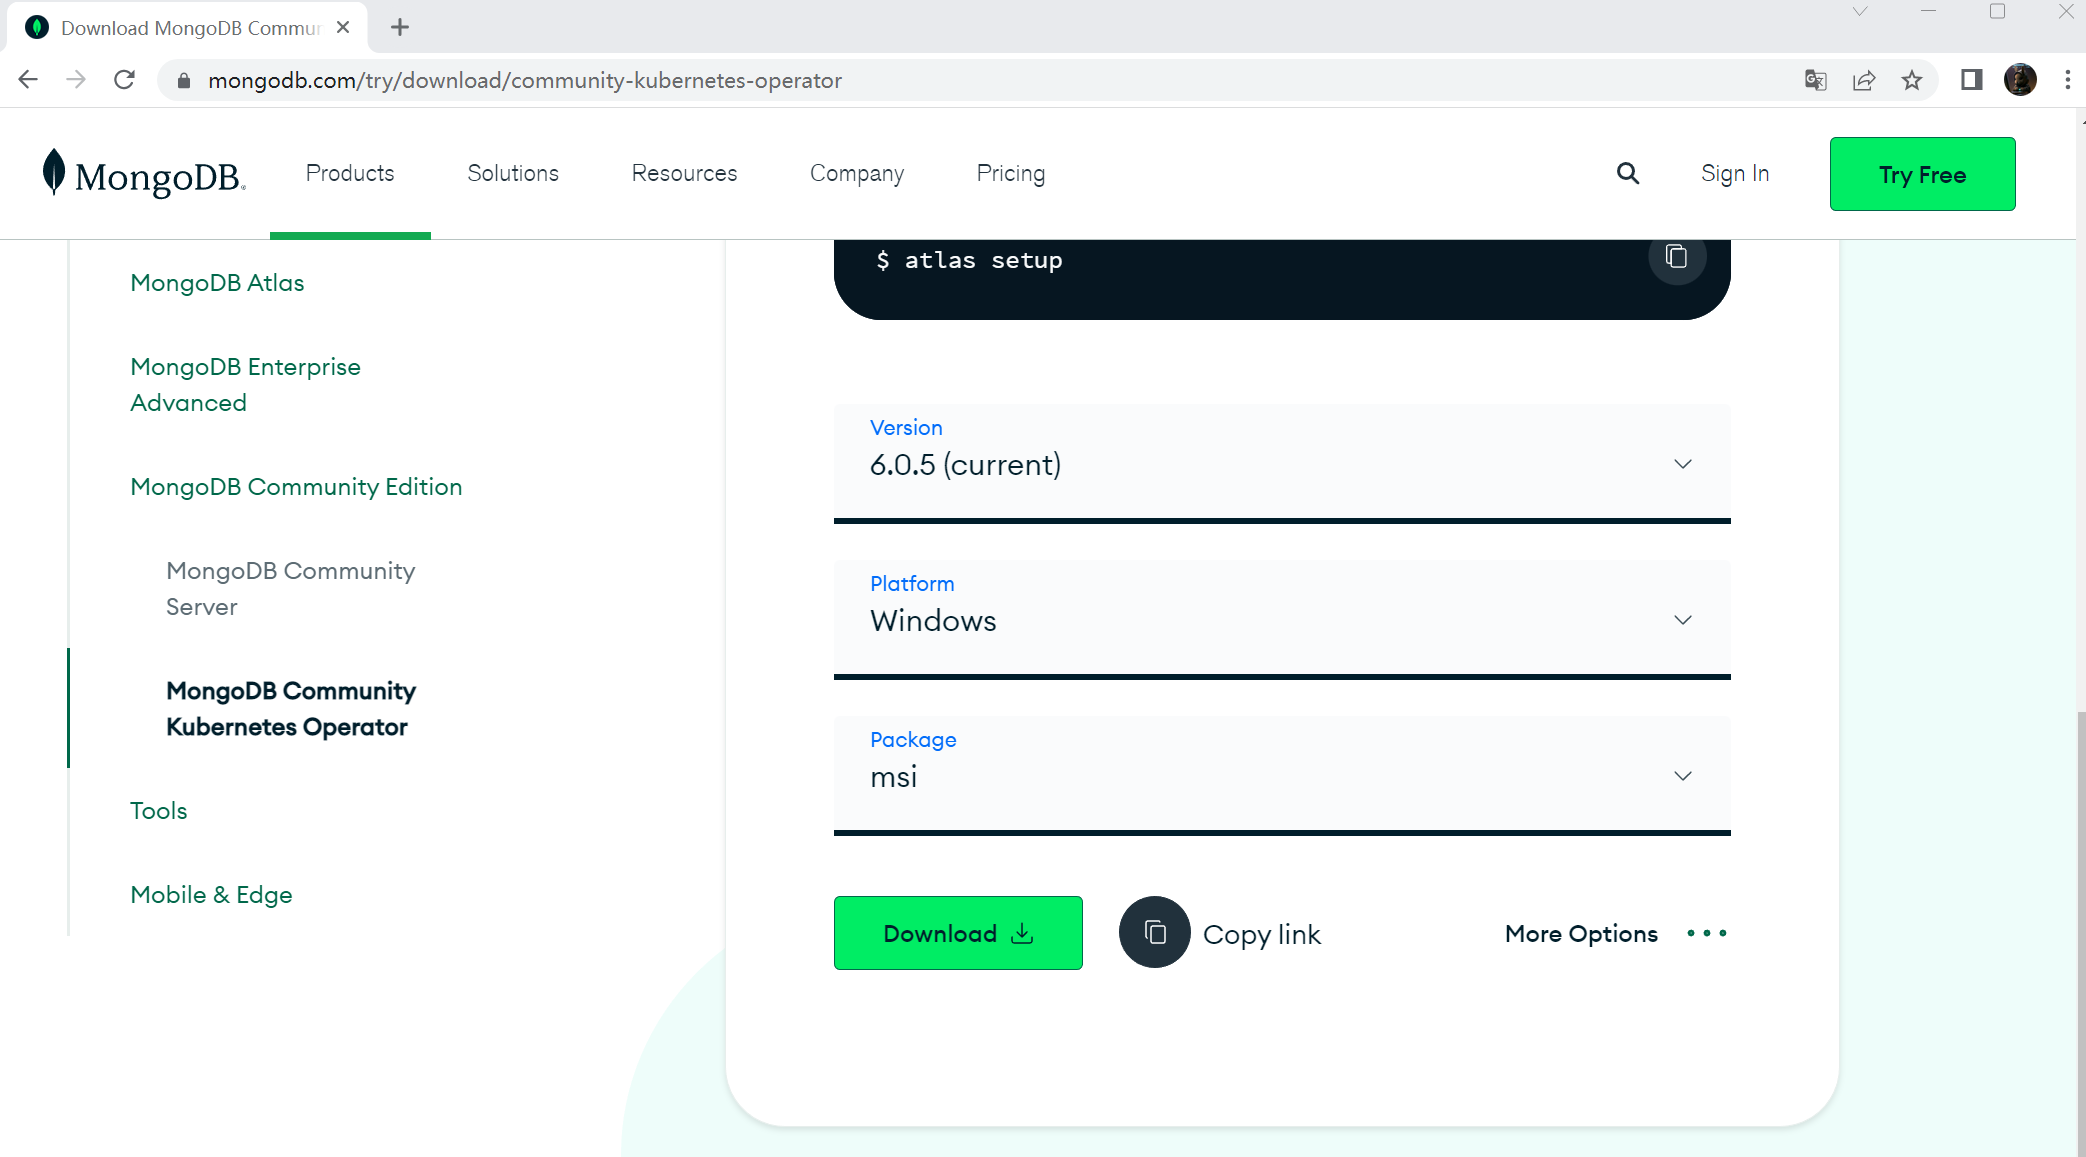 Download MongoDB Commun
mongodb.com/try/download/community-kubernetes-operator
MongoDB.
Products
Solutions
Resources
Company
Pricing
Sign In
Try Free
MongoDB Atlas
MongoDB Enterprise
Advanced
MongoDB Community Edition
MongoDB Community
Server
MongoDB Community
Kubernetes Operator
Tools
Mobile & Edge
$ atlas setup
Version
6.0.5 (current)
Platform
Windows
Package
msi
Download
Copy link
More Options